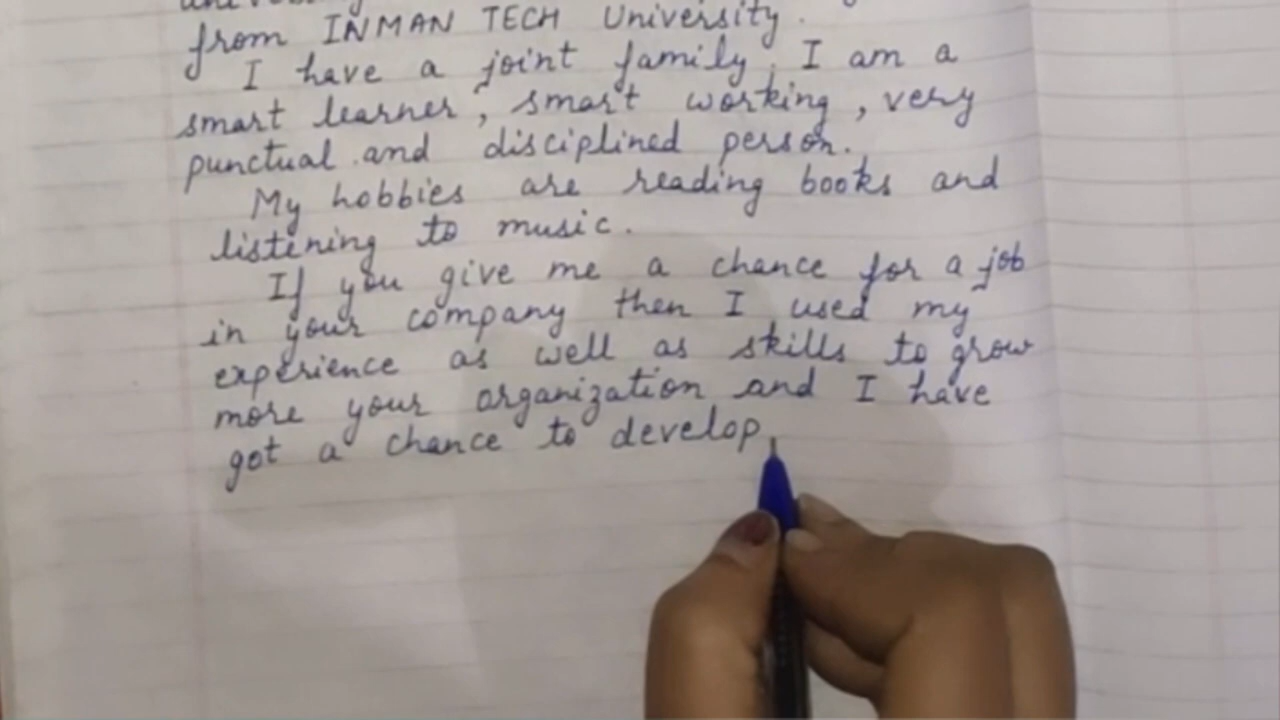 from INMAN TECH University.
I have a joint family. I am a
smart learner, smart working, very
punctual and disciplined person.
My hobbies are reading books and
listening to music.
If you give me a chance for a job
in your company then I used my
experience as well as skills to grow
more your organization and I have
got a chance to develop